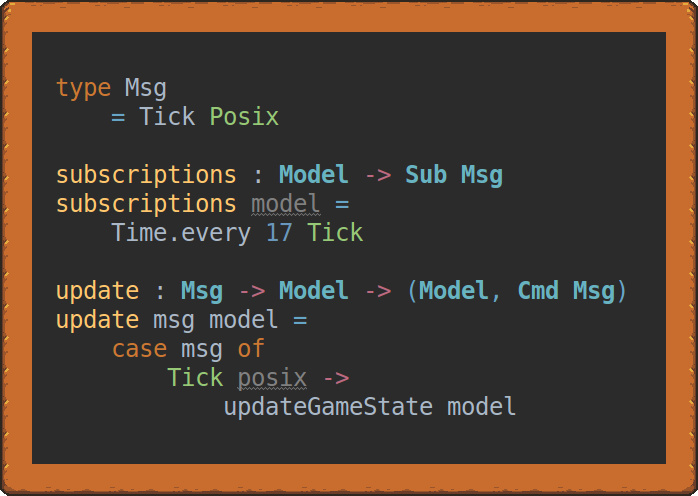 type Msg
    = Tick Posix

subscriptions : Model -> Sub Msg
subscriptions model =
    Time.every 17 Tick

update : Msg -> Model -> (Model, Cmd Msg)
update msg model =
    case msg of
        Tick posix ->
            updateGameState model